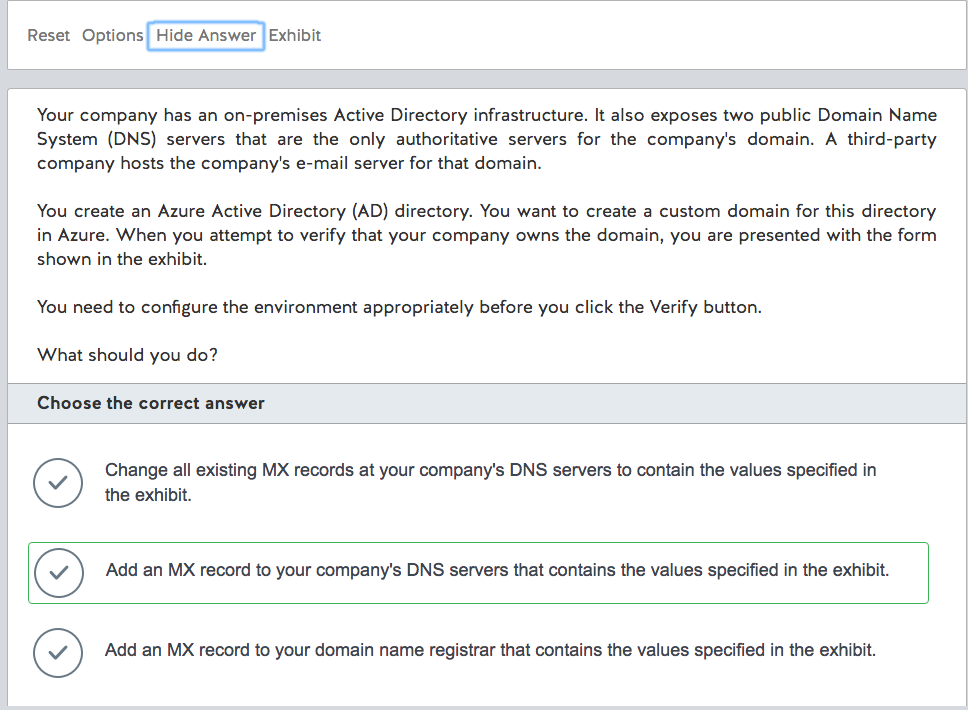 Reset Options Hide Answer Exhibit
Your company has an on-premises Active Directory infrastructure. It also exposes two public Domain Name
System (DNS) servers that are the only authoritative servers for the company's domain. A third-party
company hosts the company's e-mail server for that domain.
You create an Azure Active Directory (AD) directory. You want to create a custom domain for this directory
in Azure. When you attempt to verify that your company owns the domain, you are presented with the form
shown in the exhibit.
You need to configure the environment appropriately before you click the Verify button.
What should you do?
Choose the correct answer
Change all existing MX records at your company's DNS servers to contain the values specified in
the exhibit.
Add an MX record to your company's DNS servers that contains the values specified in the exhibit.
Add an MX record to your domain name registrar that contains the values specified in the exhibit.